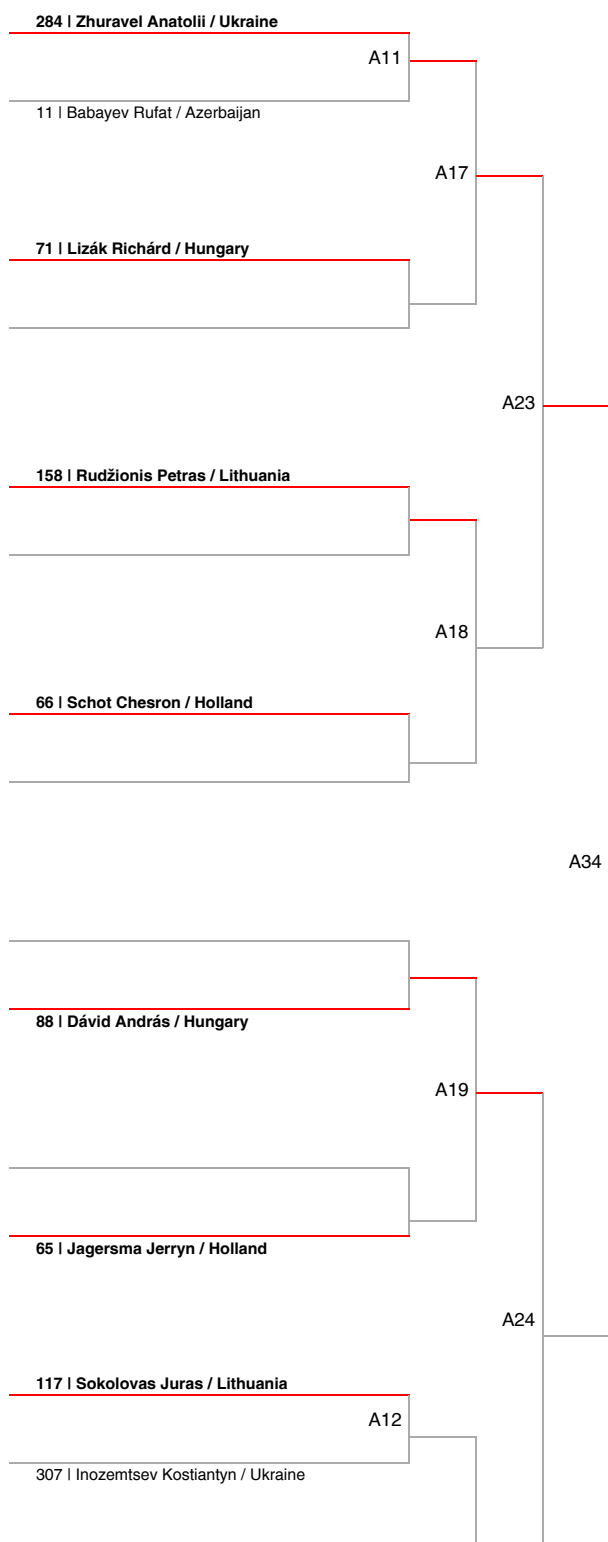 284 | Zhuravel Anatolii / Ukraine
A11
11 | Babayev Rufat / Azerbaijan
A17
71 | Lizák Richárd / Hungary
A23
158 | Rudžionis Petras / Lithuania
A18
66 | Schot Chesron / Holland
A34
88 | Dávid András / Hungary
A19
65 | Jagersma Jerryn / Holland
A24
117 | Sokolovas Juras / Lithuania
A12
307 | Inozemtsev Kostiantyn / Ukraine